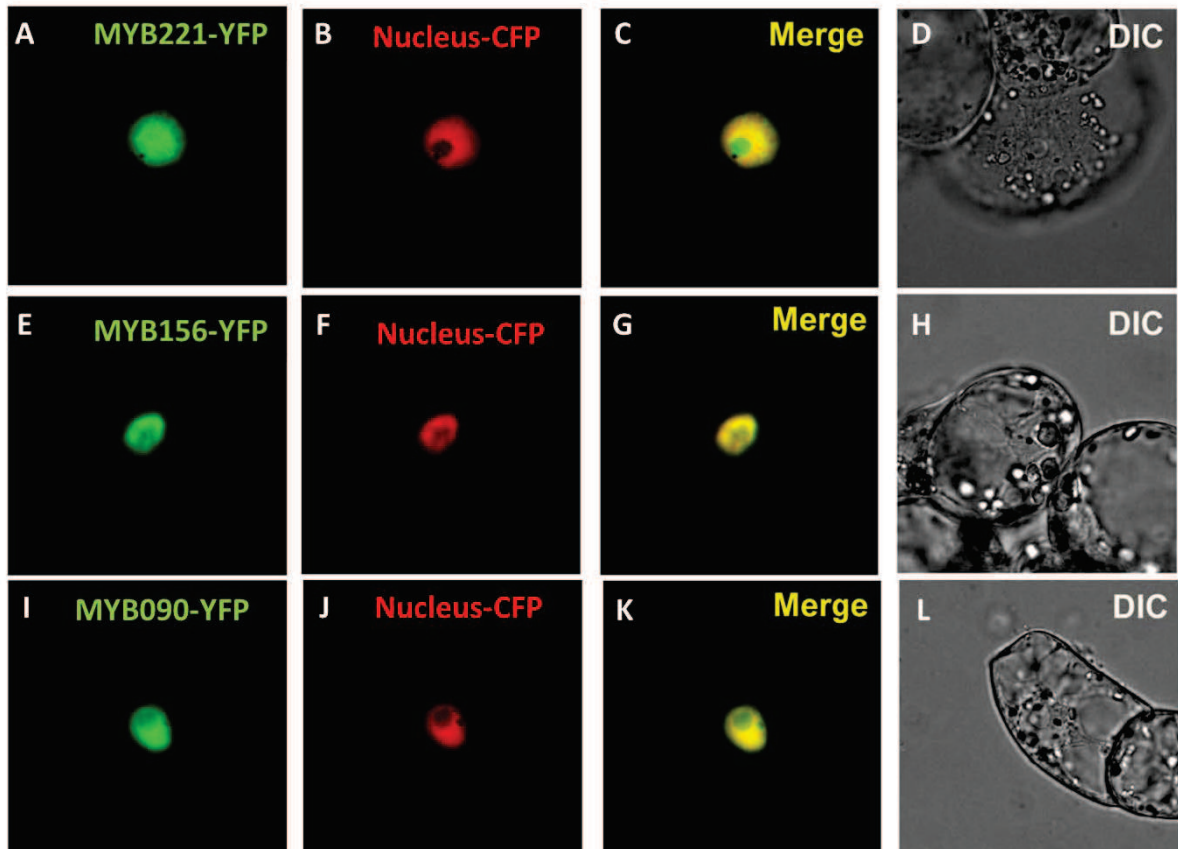 A MYB221-YFP
B Nucleus-CFP
C Merge
D DIC
E MYB156-YFP
F Nucleus-CFP
G Merge
H DIC
I MYB090-YFP
J Nucleus-CFP
K Merge
L DIC